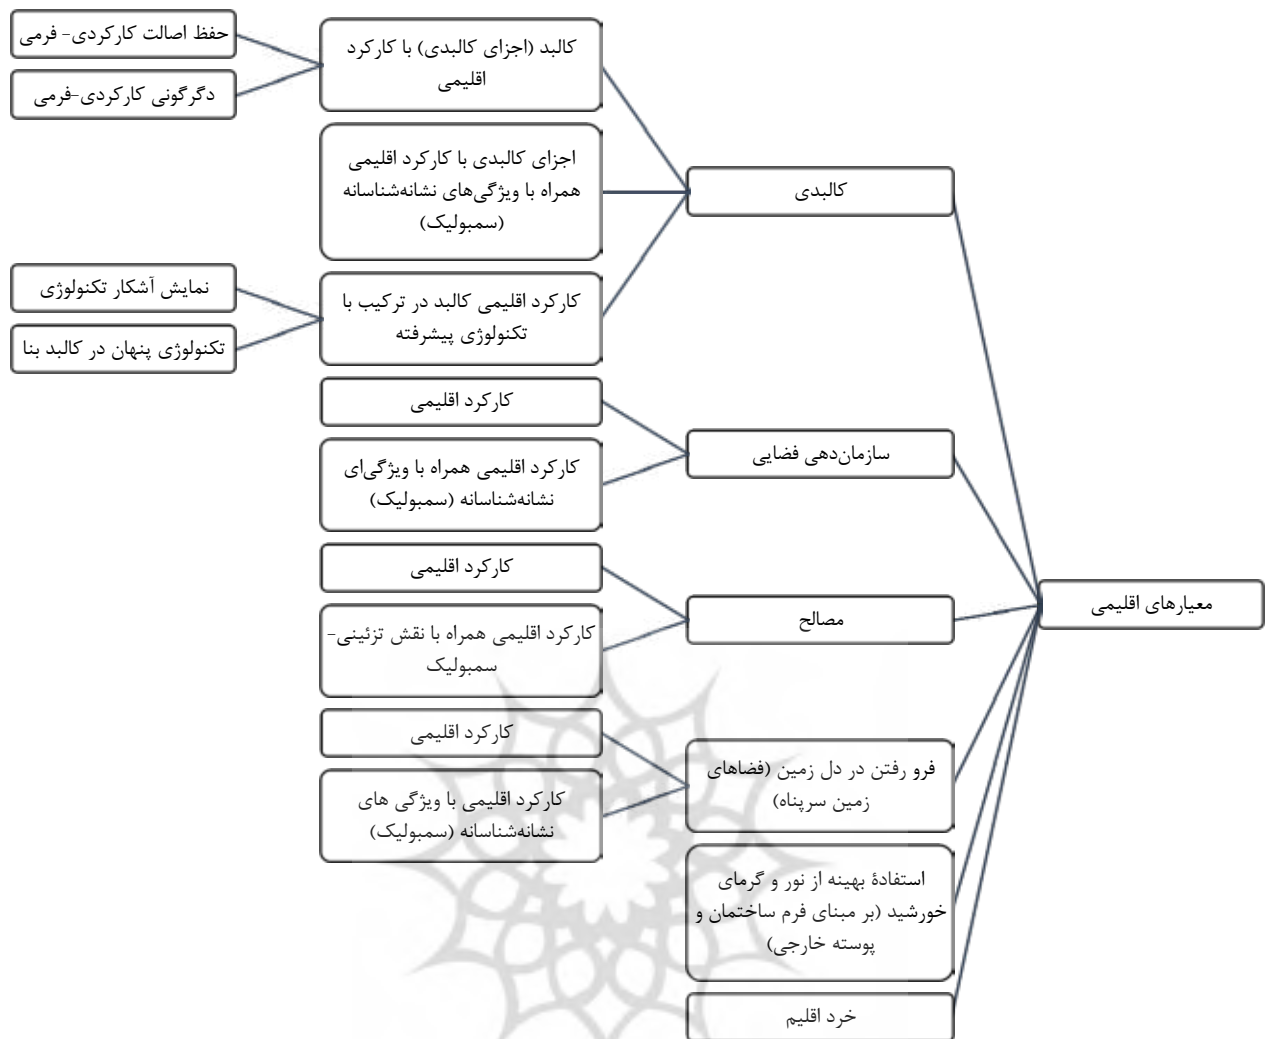 معیارهای اقلیمی
کالبدی
کالبد (اجزای کالبدی) با کارکرد
اقلیمی
حفظ اصالت کارکردی- فرمی
دگرگونی کارکردی-فرمی
اجزای کالبدی با کارکرد اقلیمی
همراه با ویژگی‌های نشانه‌شناسانه
(سمبولیک)
کارکرد اقلیمی کالبد در ترکیب با
تکنولوژی پیشرفته
نمایش آشکار تکنولوژی
تکنولوژی پنهان در کالبد بنا
سازمان‌دهی فضایی
کارکرد اقلیمی
کارکرد اقلیمی همراه با ویژگی‌ای
نشانه‌شناسانه (سمبولیک)
مصالح
کارکرد اقلیمی
کارکرد اقلیمی همراه با نقش تزئینی-
سمبولیک
فرو رفتن در دل زمین (فضاهای
زمین سرپناه)
کارکرد اقلیمی
کارکرد اقلیمی با ویژگی های
نشانه‌شناسانه (سمبولیک)
استفادهٔ بهینه از نور و گرمای
خورشید (بر مبنای فرم ساختمان و
پوسته خارجی)
خرد اقلیم